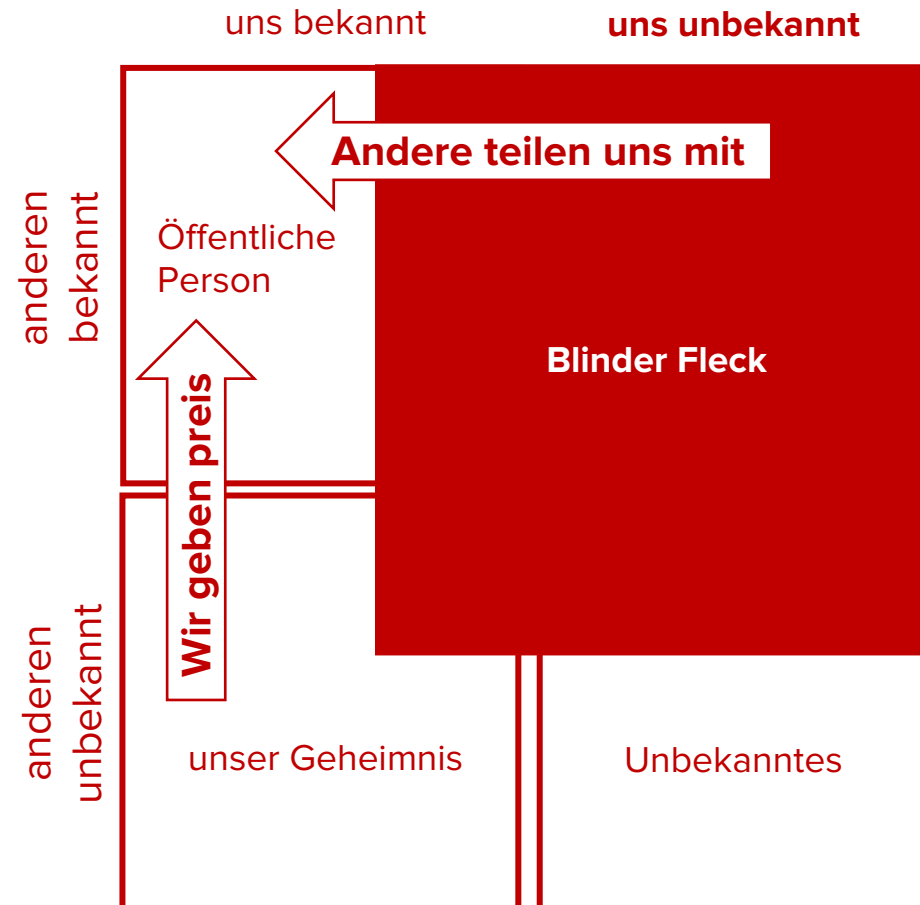 uns bekannt
uns unbekannt
anderen
bekannt
Andere teilen uns mit
Öffentliche
Person
Blinder Fleck
Wir geben preis
anderen
unbekannt
unser Geheimnis
Unbekanntes